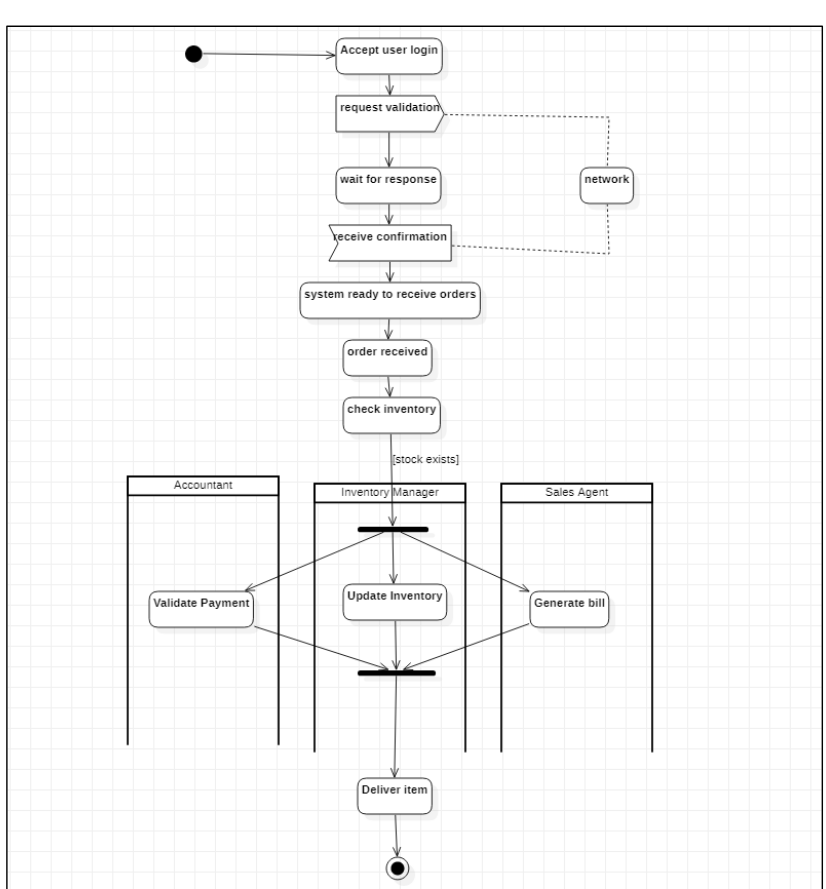 Accept user login
request validation
wait for response
network
receive confirmation
system ready to receive orders
order received
check inventory
[stock exists]
Accountant
Inventory Manager
Sales Agent
Validate Payment
Update Inventory
Generate bill
Deliver item